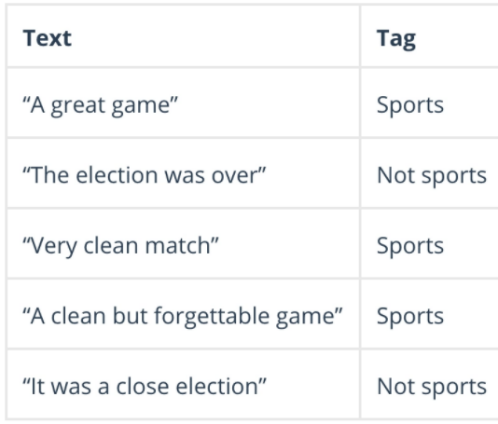 Text Tag
“A great game” Sports
“The election was over” Not sports
“Very clean match” Sports
“A clean but forgettable game” Sports
“It was a close election” Not sports